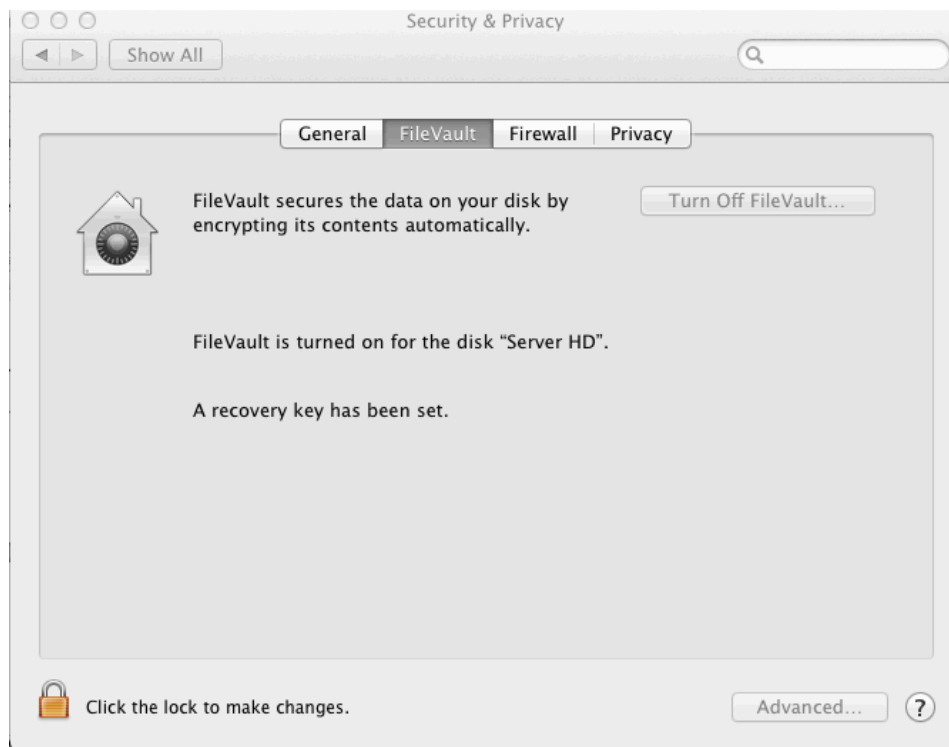 Security & Privacy
Show All
General FileVault Firewall Privacy
FileVault secures the data on your disk by
encrypting its contents automatically.
Turn Off FileVault...
FileVault is turned on for the disk “Server HD”.
A recovery key has been set.
Click the lock to make changes.
Advanced... ?